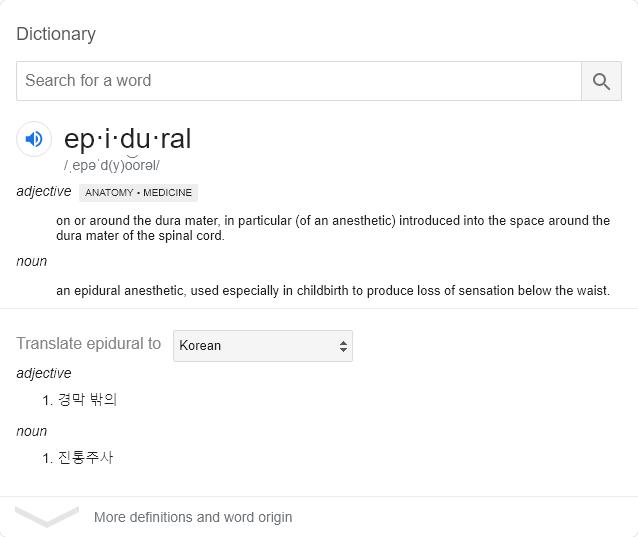 Dictionary
Search for a word
ep·i·du·ral
/ˌepəˈd(y)o͝orəl/
adjective ANATOMY • MEDICINE
on or around the dura mater, in particular (of an anesthetic) introduced into the space around the
dura mater of the spinal cord.
noun
an epidural anesthetic, used especially in childbirth to produce loss of sensation below the waist.
Translate epidural to Korean
adjective
1. 경막 밖의
noun
1. 진통주사
More definitions and word origin